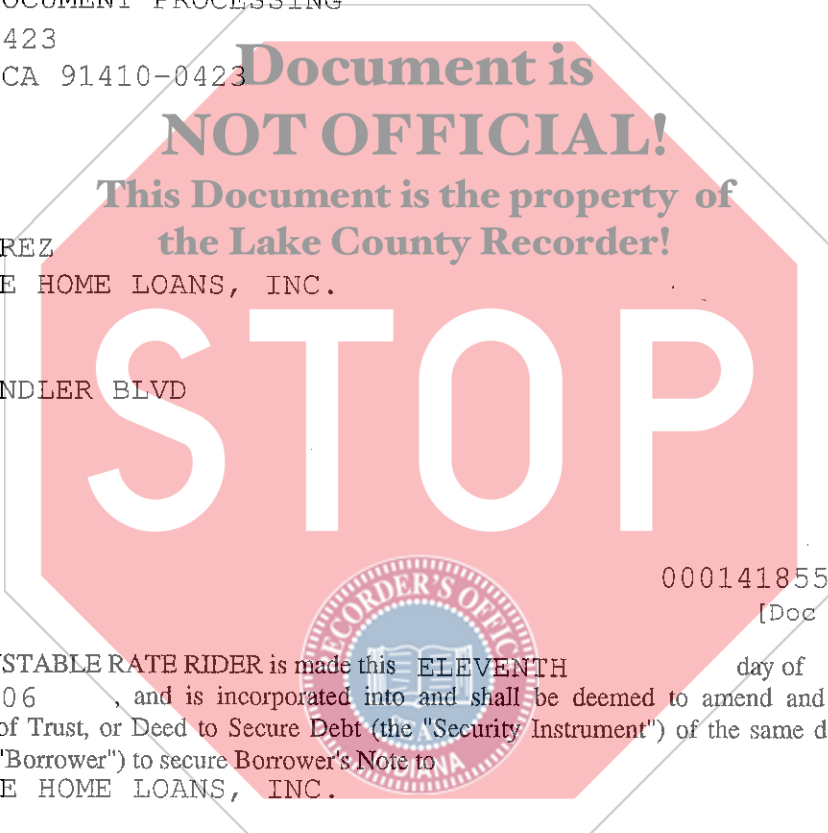 OCUMENT PROCESSING
423
CA 91410-0423
Document is
NOT OFFICIAL!
This Document is the property of
the Lake County Recorder!
REZ
E HOME LOANS, INC.
NDLER BLVD
STOP
000141855
[Doc
RECORDER'S OFFICE
STABLE RATE RIDER is made this ELEVENTH day of
06 , and is incorporated into and shall be deemed to amend and
of Trust, or Deed to Secure Debt (the "Security Instrument") of the same d
"Borrower") to secure Borrower's Note to
INDIANA
E HOME LOANS, INC.